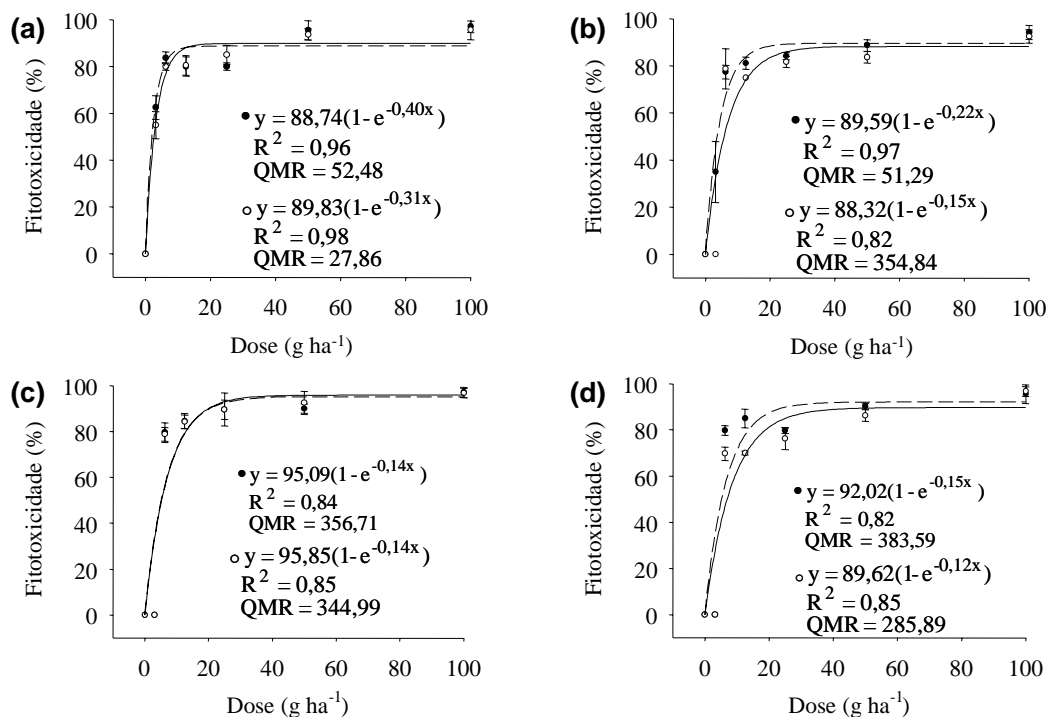 (a)
Fitotoxicidade (%)
100
80
60
40
20
0
● y = 88,74(1- e^-0,40x)
R² = 0,96
QMR = 52,48
○ y = 89,83(1-e^-0,31x)
R² = 0,98
QMR = 27,86
0 20 40 60 80 100
Dose (g ha⁻¹)
(b)
Fitotoxicidade (%)
100
80
60
40
20
0
● y = 89,59(1- e^-0,22x)
R² = 0,97
QMR = 51,29
○ y = 88,32(1-e^-0,15x)
R² = 0,82
QMR = 354,84
0 20 40 60 80 100
Dose (g ha⁻¹)
(c)
Fitotoxicidade (%)
100
80
60
40
20
0
● y = 95,09(1- e^-0,14x)
R² = 0,84
QMR = 356,71
○ y = 95,85(1-e^-0,14x)
R² = 0,85
QMR = 344,99
0 20 40 60 80 100
Dose (g ha⁻¹)
(d)
Fitotoxicidade (%)
100
80
60
40
20
0
● y = 92,02(1- e^-0,15x)
R² = 0,82
QMR = 383,59
○ y = 89,62(1-e^-0,12x)
R² = 0,85
QMR = 285,89
0 20 40 60 80 100
Dose (g ha⁻¹)